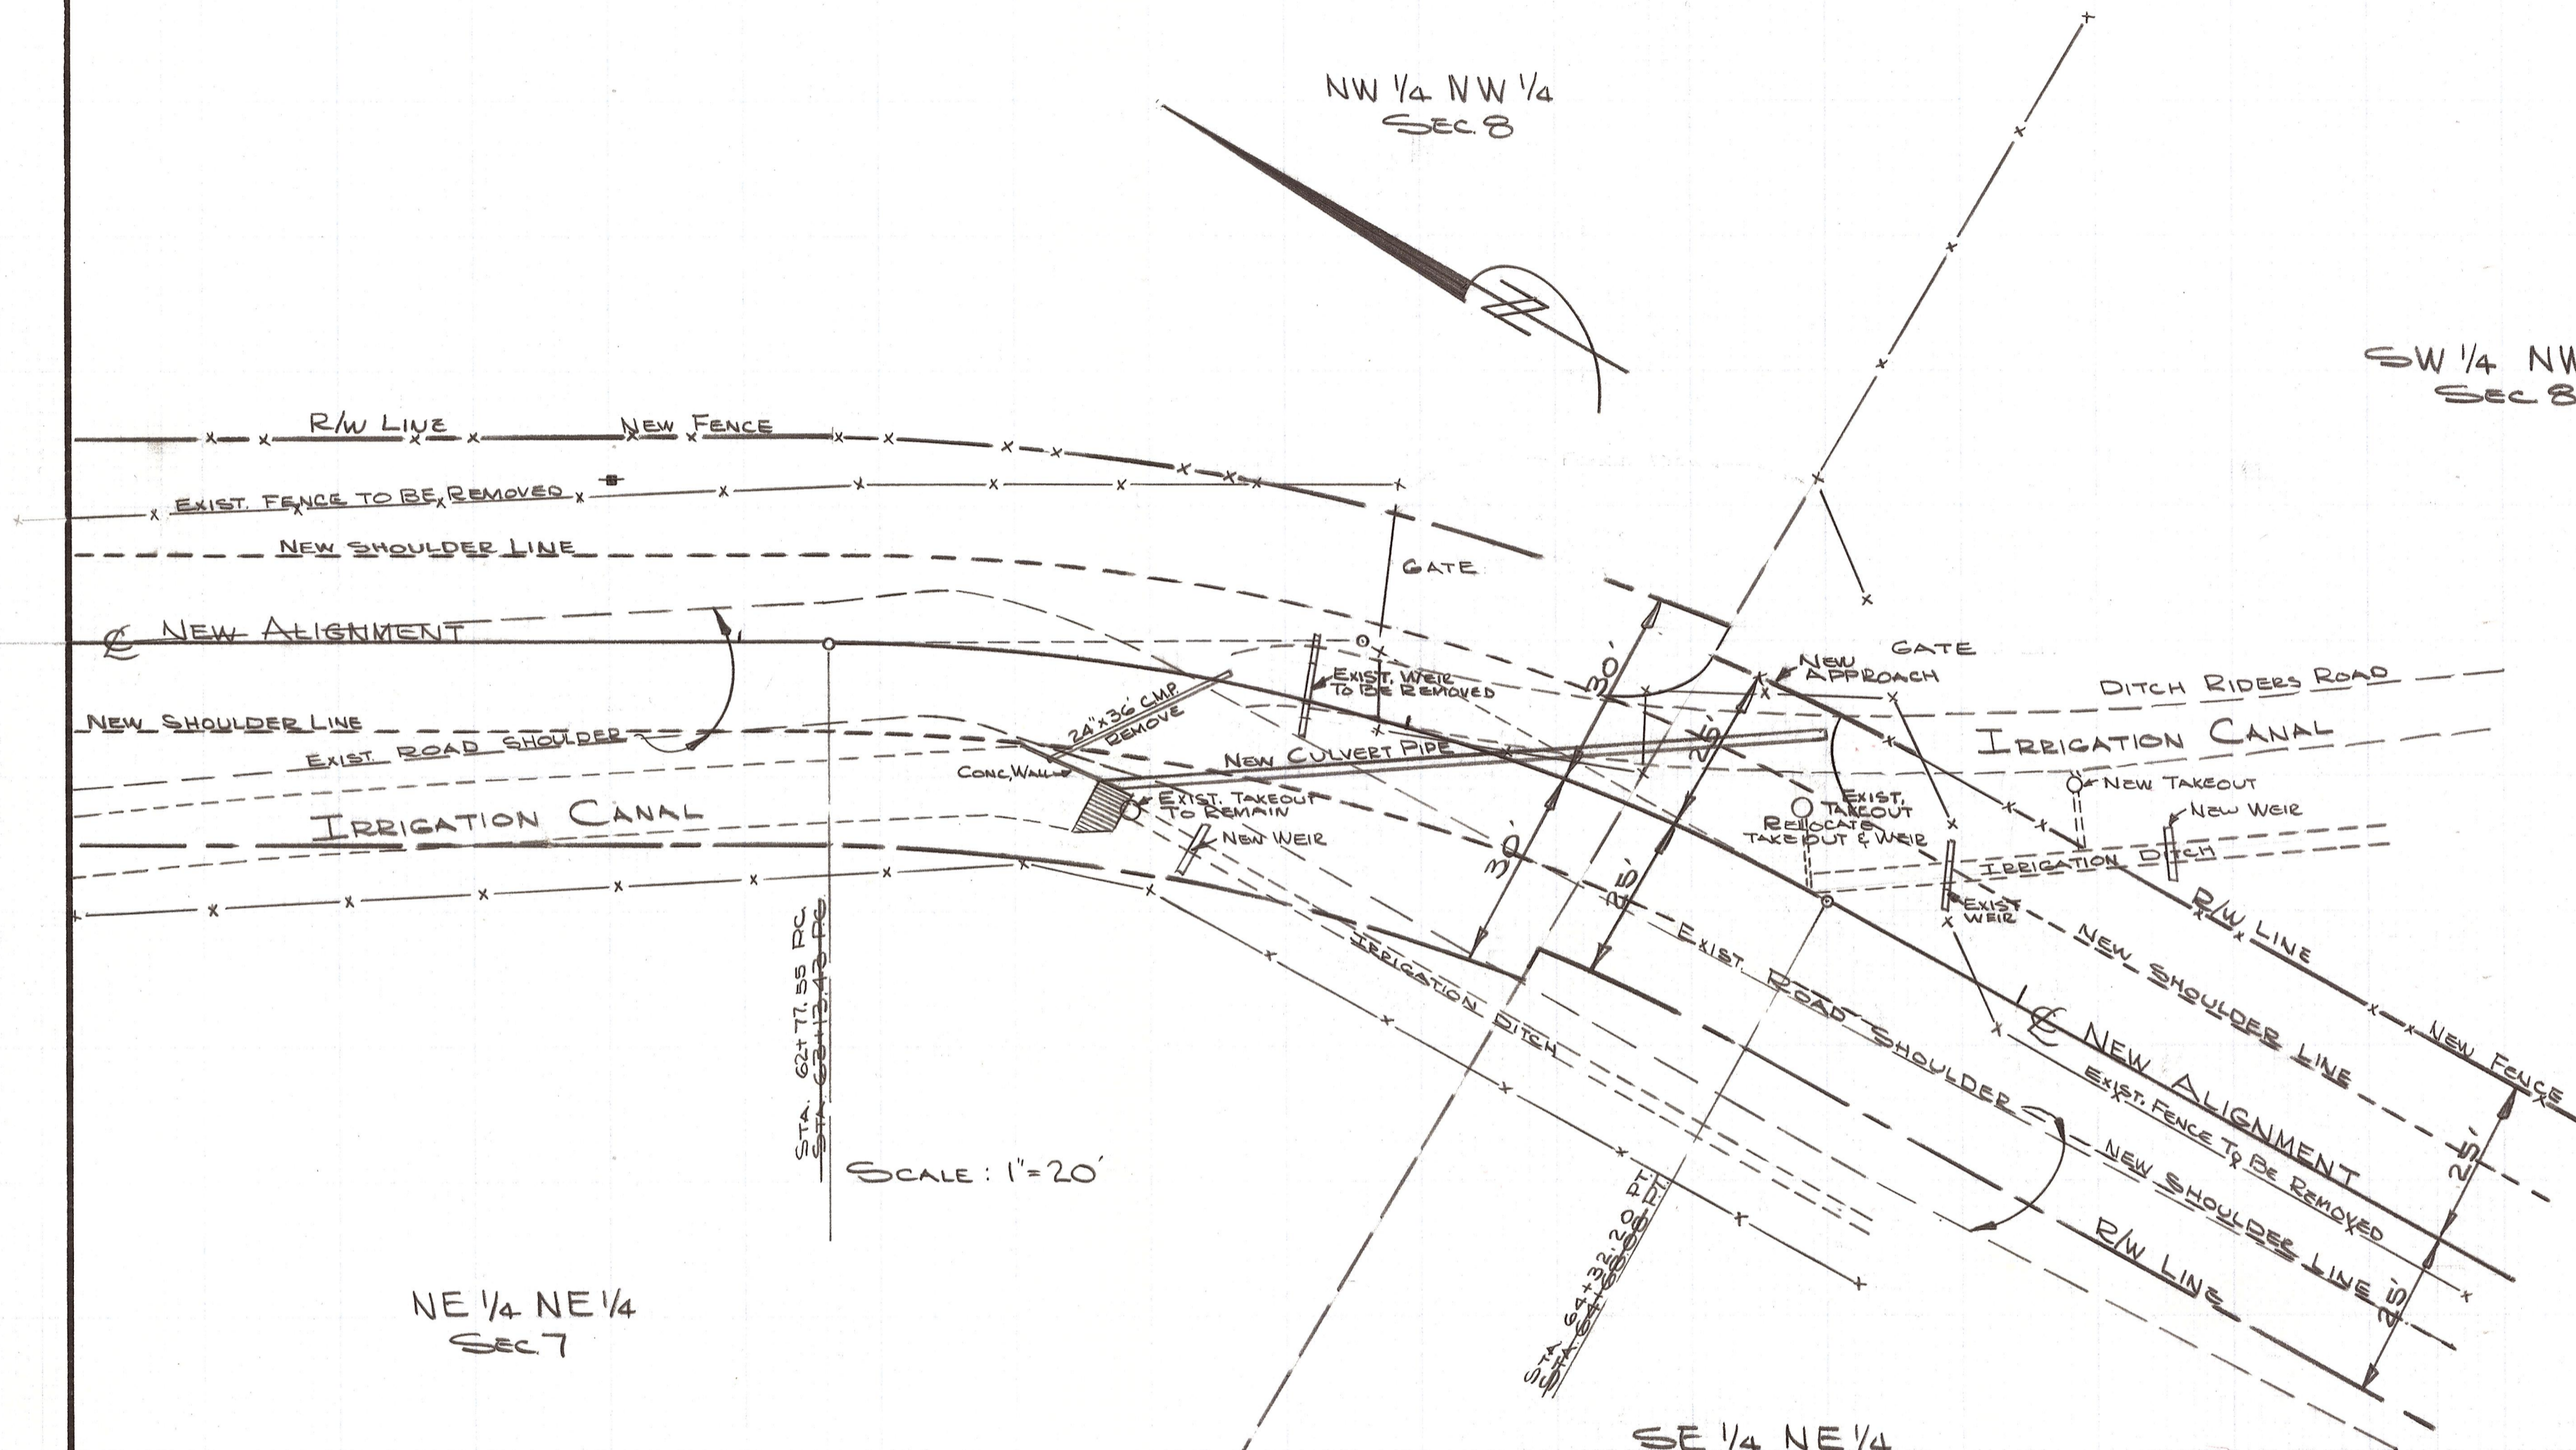 NW 1/4 NW 1/4
SEC. 8
N
SW 1/4 NW
SEC 8
R/W LINE
NEW FENCE
EXIST. FENCE TO BE REMOVED
NEW SHOULDER LINE
GATE
℄ NEW ALIGNMENT
NEW SHOULDER LINE
EXIST. ROAD SHOULDER
IRRIGATION CANAL
24"x36" C.M.P.
REMOVE
CONC. WALL
EXIST. WEIR
TO BE REMOVED
NEW CULVERT PIPE
EXIST. TAKEOUT
TO REMAIN
NEW WEIR
30'
30'
25'
25'
GATE
NEW
APPROACH
DITCH RIDERS ROAD
IRRIGATION CANAL
NEW TAKEOUT
NEW WEIR
EXIST.
TAKEOUT
RELOCATE
TAKEOUT & WEIR
IRRIGATION DITCH
EXIST
WEIR
R/W LINE
NEW FENCE
NEW SHOULDER LINE
℄ NEW ALIGNMENT
EXIST. FENCE TO BE REMOVED
EXIST. ROAD SHOULDER
NEW SHOULDER LINE
R/W LINE
25'
25'
IRRIGATION DITCH
STA. 62+77.55 P.C.
STA. 63+13.43 P.C.
SCALE: 1"=20'
STA. 64+32.20 P.T.
NE 1/4 NE 1/4
SEC. 7
SE 1/4 NE 1/4